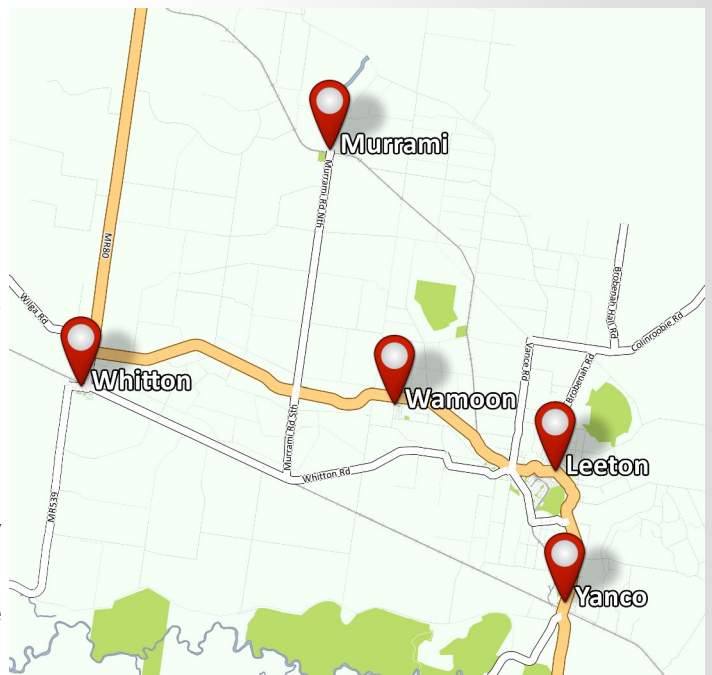 Murrami
Murrami Rd Nth
MR80
Brobenah Hall Rd
Wilga Rd
Colinroobie Rd
Vance Rd
Brobenah Rd
Whitton
Wamoon
Murrami Rd Sth
Leeton
Whitton Rd
MR539
Yanco